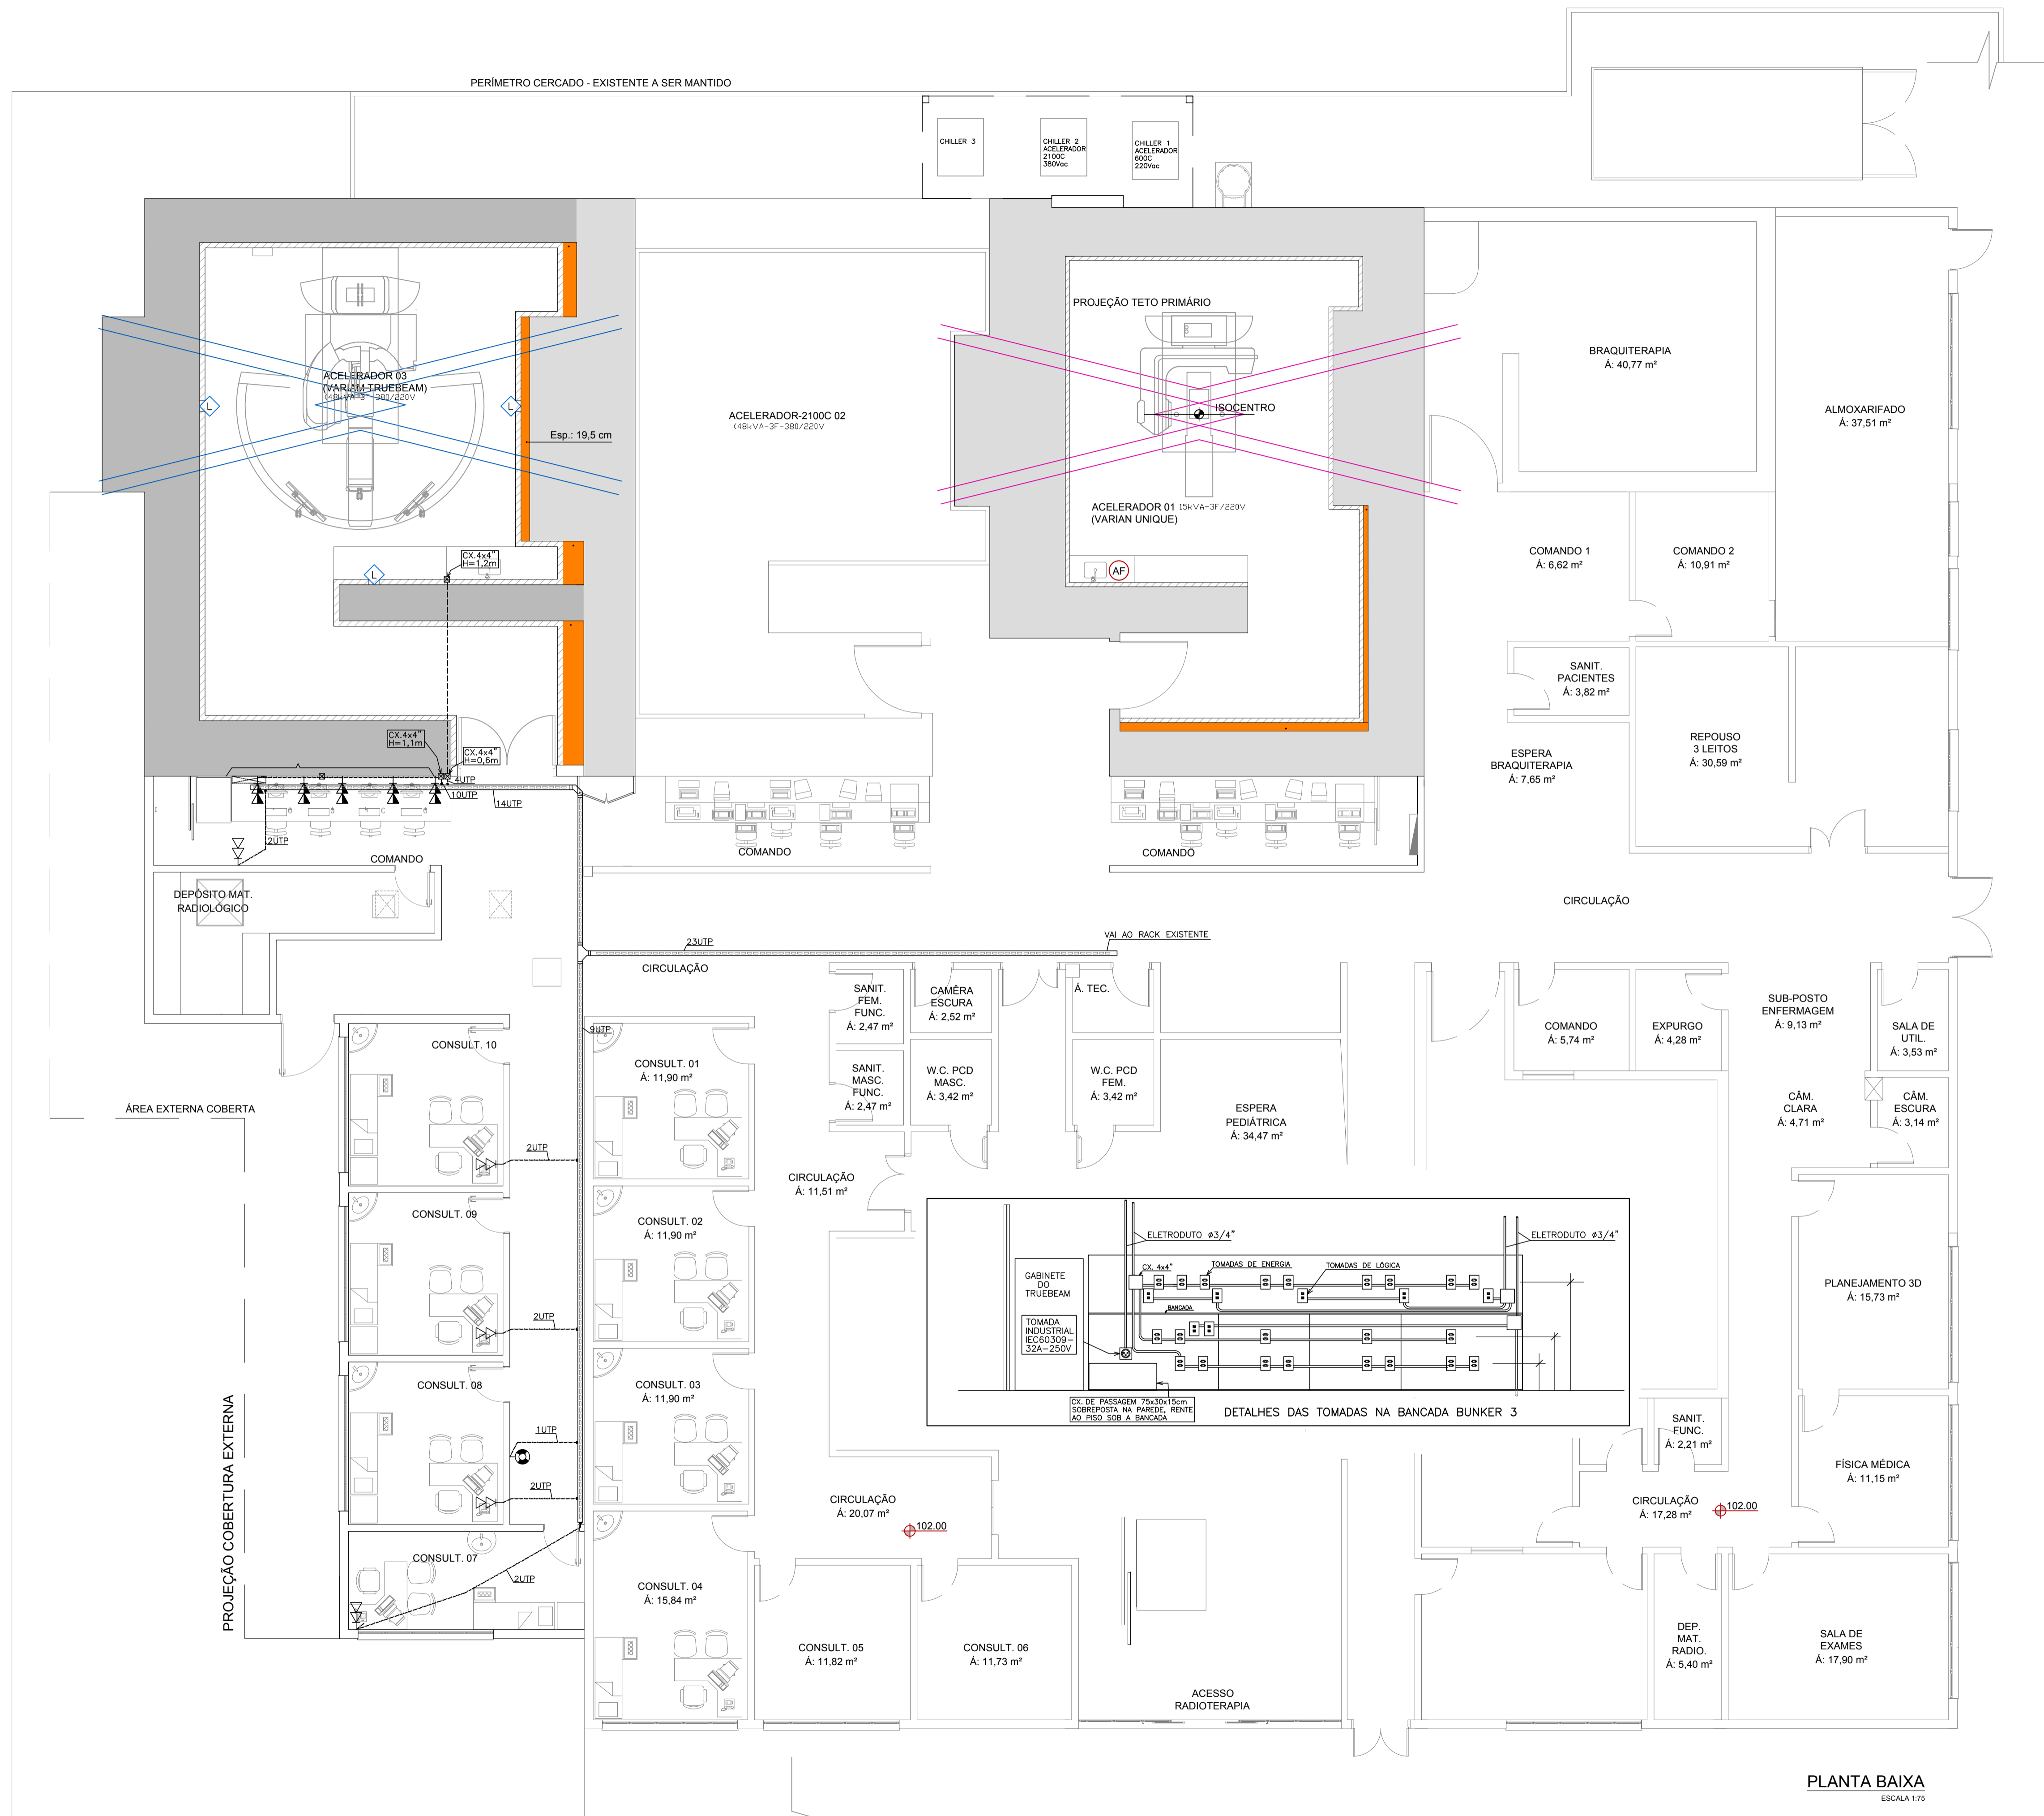 PERÍMETRO CERCADO - EXISTENTE A SER MANTIDO
CHILLER 3
CHILLER 2
ACELERADOR
2100C
380Vac
CHILLER 1
ACELERADOR
600C
220Vac
PROJEÇÃO TETO PRIMÁRIO
ACELERADOR 03
(VARIAM TRUEBEAM)
(48kVA-3F-380/220V
L
L
L
Esp.: 19,5 cm
ACELERADOR-2100C 02
(48kVA-3F-380/220V
ISOCENTRO
ACELERADOR 01 15kVA-3F/220V
(VARIAN UNIQUE)
AF
BRAQUITERAPIA
Á: 40,77 m²
ALMOXARIFADO
Á: 37,51 m²
COMANDO 1
Á: 6,62 m²
COMANDO 2
Á: 10,91 m²
CX.4x4"
H=1,2m
SANIT.
PACIENTES
Á: 3,82 m²
REPOUSO
3 LEITOS
Á: 30,59 m²
ESPERA
BRAQUITERAPIA
Á: 7,65 m²
CX.4x4"
H=1,1m
CX.4x4"
H=0,6m
4UTP
10UTP
14UTP
2UTP
COMANDO
COMANDO
COMANDO
DEPÓSITO MAT.
RADIOLÓGICO
CIRCULAÇÃO
23UTP
VAI AO RACK EXISTENTE
CIRCULAÇÃO
SANIT.
FEM.
FUNC.
Á: 2,47 m²
CAMÊRA
ESCURA
Á: 2,52 m²
Á. TEC.
SUB-POSTO
ENFERMAGEM
Á: 9,13 m²
COMANDO
Á: 5,74 m²
EXPURGO
Á: 4,28 m²
SALA DE
UTIL.
Á: 3,53 m²
9UTP
CONSULT. 10
CONSULT. 01
Á: 11,90 m²
SANIT.
MASC.
FUNC.
Á: 2,47 m²
W.C. PCD
MASC.
Á: 3,42 m²
W.C. PCD
FEM.
Á: 3,42 m²
ESPERA
PEDIÁTRICA
Á: 34,47 m²
CÂM.
CLARA
Á: 4,71 m²
CÂM.
ESCURA
Á: 3,14 m²
ÁREA EXTERNA COBERTA
2UTP
CIRCULAÇÃO
Á: 11,51 m²
CONSULT. 09
CONSULT. 02
Á: 11,90 m²
2UTP
ELETRODUTO ø3/4"
ELETRODUTO ø3/4"
GABINETE
DO
TRUEBEAM
CX. 4x4"
TOMADAS DE ENERGIA
TOMADAS DE LÓGICA
BANCADA
TOMADA
INDUSTRIAL
IEC60309-
32A-250V
CX. DE PASSAGEM 75x30x15cm
SOBREPOSTA NA PAREDE, RENTE
AO PISO SOB A BANCADA
DETALHES DAS TOMADAS NA BANCADA BUNKER 3
PLANEJAMENTO 3D
Á: 15,73 m²
CONSULT. 08
CONSULT. 03
Á: 11,90 m²
1UTP
2UTP
PROJEÇÃO COBERTURA EXTERNA
SANIT.
FUNC.
Á: 2,21 m²
FÍSICA MÉDICA
Á: 11,15 m²
CIRCULAÇÃO
Á: 20,07 m²
102.00
CIRCULAÇÃO
Á: 17,28 m²
102.00
CONSULT. 07
2UTP
CONSULT. 04
Á: 15,84 m²
CONSULT. 05
Á: 11,82 m²
CONSULT. 06
Á: 11,73 m²
DEP.
MAT.
RADIO.
Á: 5,40 m²
SALA DE
EXAMES
Á: 17,90 m²
ACESSO
RADIOTERAPIA
PLANTA BAIXA
ESCALA 1:75